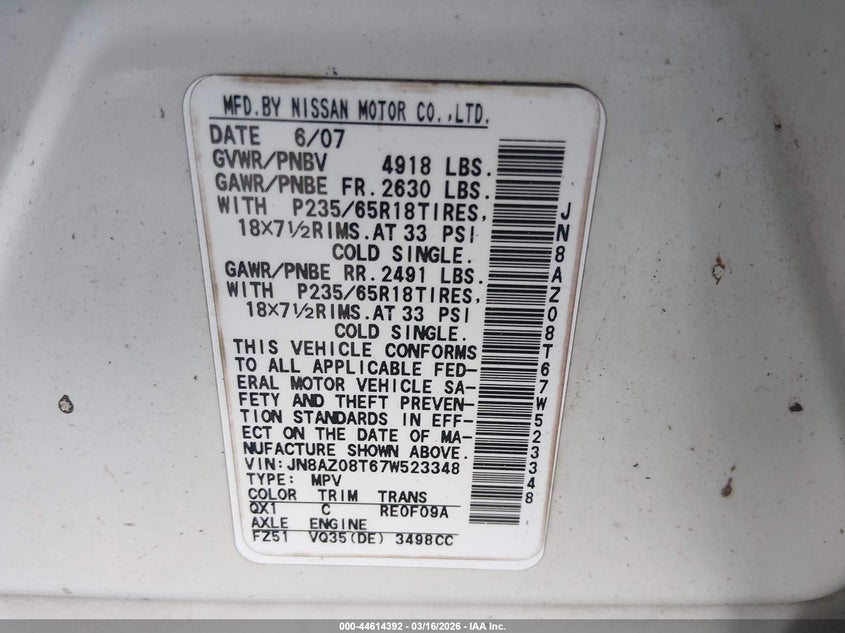 MFD.BY NISSAN MOTOR CO.,LTD.
DATE 6/07
GVWR/PNBV 4918 LBS.
GAWR/PNBE FR.2630 LBS.
WITH P235/65R18TIRES,
18×7½RIMS.AT 33 PSI
COLD SINGLE.
GAWR/PNBE RR.2491 LBS.
WITH P235/65R18TIRES,
18×7½RIMS.AT 33 PSI
COLD SINGLE.
THIS VEHICLE CONFORMS
TO ALL APPLICABLE FED-
ERAL MOTOR VEHICLE SA-
FETY AND THEFT PREVEN-
TION STANDARDS IN EFF-
ECT ON THE DATE OF MA-
NUFACTURE SHOWN ABOVE.
VIN:JN8AZ08T67W523348
TYPE: MPV
COLOR TRIM TRANS
QX1 C RE0F09A
AXLE ENGINE
FZ51 VQ35(DE) 3498CC
JN8AZ08T67W523348
000-44614392 - 03/16/2026 - IAA Inc.